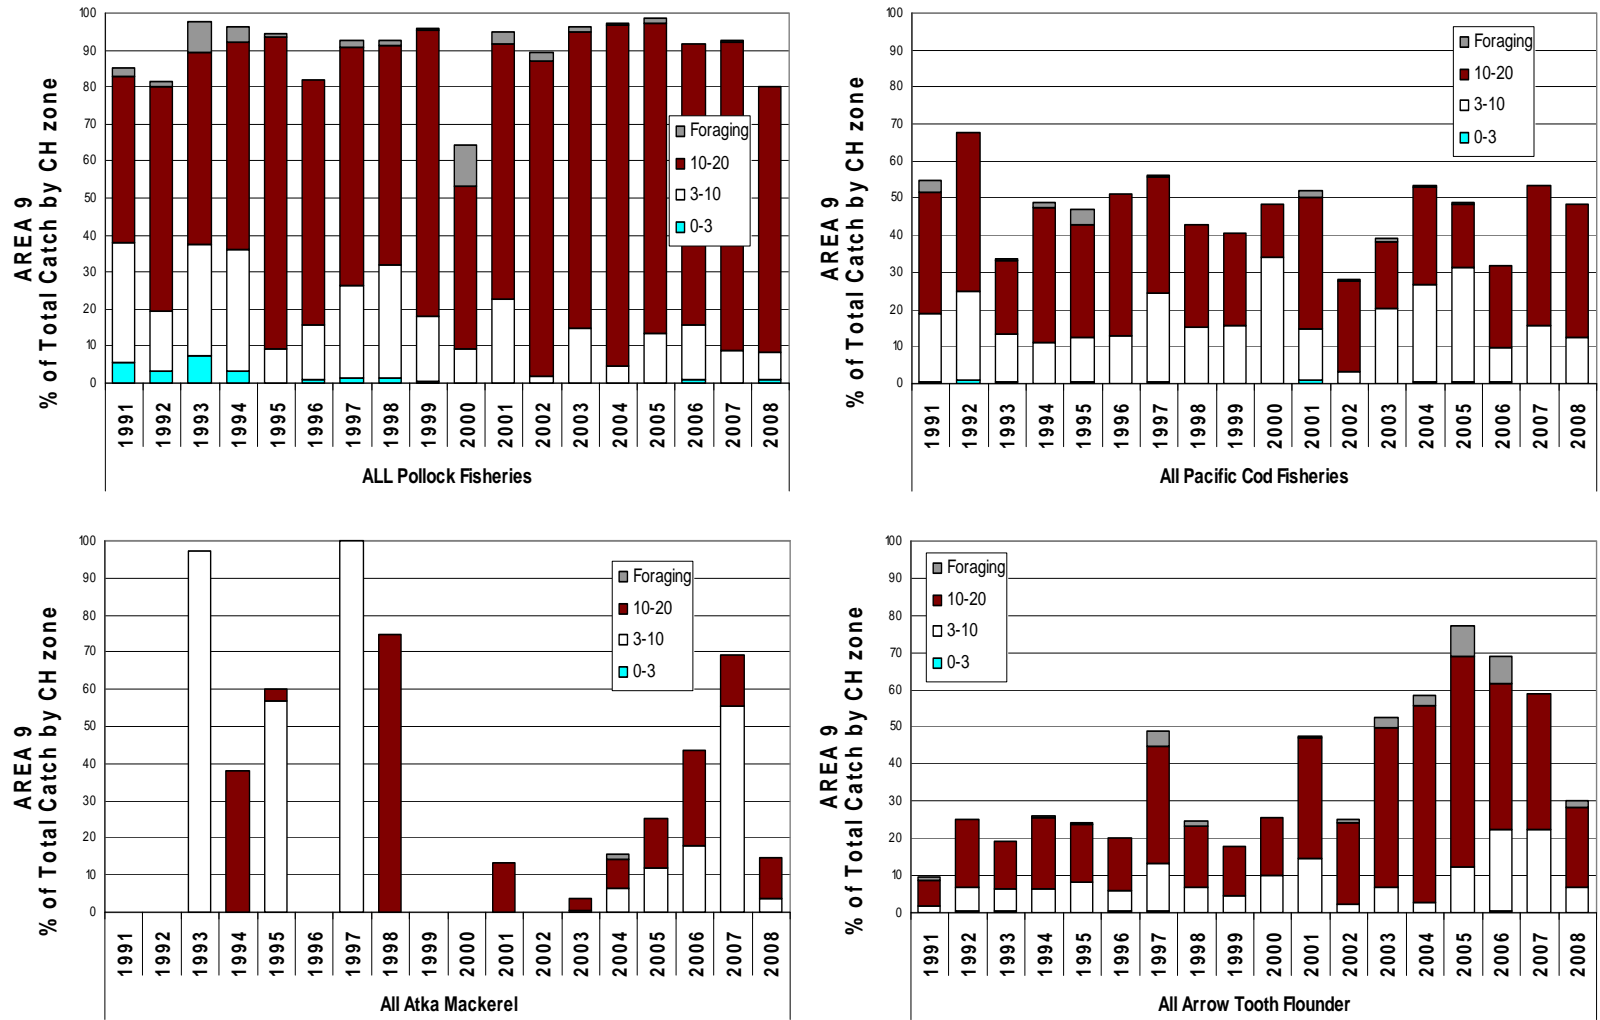 AREA 9
% of Total Catch by CH zone
100
90
80
70
60
50
40
30
20
10
0
Foraging
10-20
3-10
0-3
1991 1992 1993 1994 1995 1996 1997 1998 1999 2000 2001 2002 2003 2004 2005 2006 2007 2008
ALL Pollock Fisheries
AREA 9
% of Total Catch by CH zone
100
90
80
70
60
50
40
30
20
10
0
Foraging
10-20
3-10
0-3
1991 1992 1993 1994 1995 1996 1997 1998 1999 2000 2001 2002 2003 2004 2005 2006 2007 2008
All Pacific Cod Fisheries
AREA 9
% of Total Catch by CH zone
100
90
80
70
60
50
40
30
20
10
0
Foraging
10-20
3-10
0-3
1991 1992 1993 1994 1995 1996 1997 1998 1999 2000 2001 2002 2003 2004 2005 2006 2007 2008
All Atka Mackerel
AREA 9
% of Total Catch by CH zone
100
90
80
70
60
50
40
30
20
10
0
Foraging
10-20
3-10
0-3
1991 1992 1993 1994 1995 1996 1997 1998 1999 2000 2001 2002 2003 2004 2005 2006 2007 2008
All Arrow Tooth Flounder